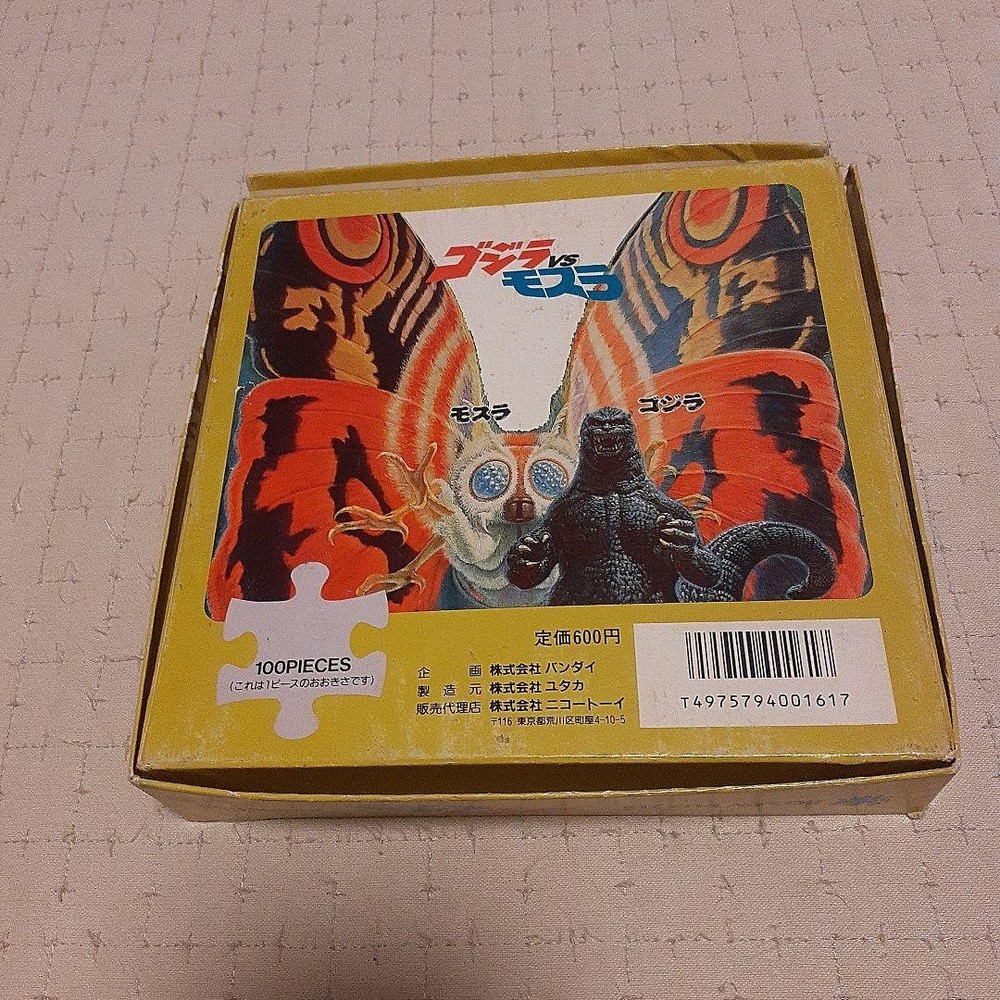 ゴジラVS
モスラ
モスラ
ゴジラ
定価600円
100PIECES
(これは1ピースのおおきさです)
企 画 株式会社 バンダイ
製 造 元 株式会社 ユタカ
販売代理店 株式会社 ニコートーイ
〒116 東京都荒川区町屋4-10-5
T4975794001617